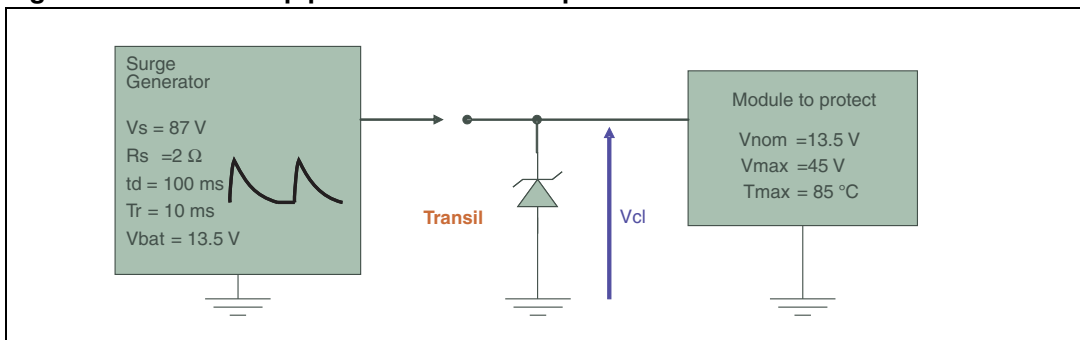 Surge
Generator
Vs = 87 V
Rs =2 Ω
td = 100 ms
Tr = 10 ms
Vbat = 13.5 V
Transil
Vcl
Module to protect
Vnom =13.5 V
Vmax =45 V
Tmax = 85 °C